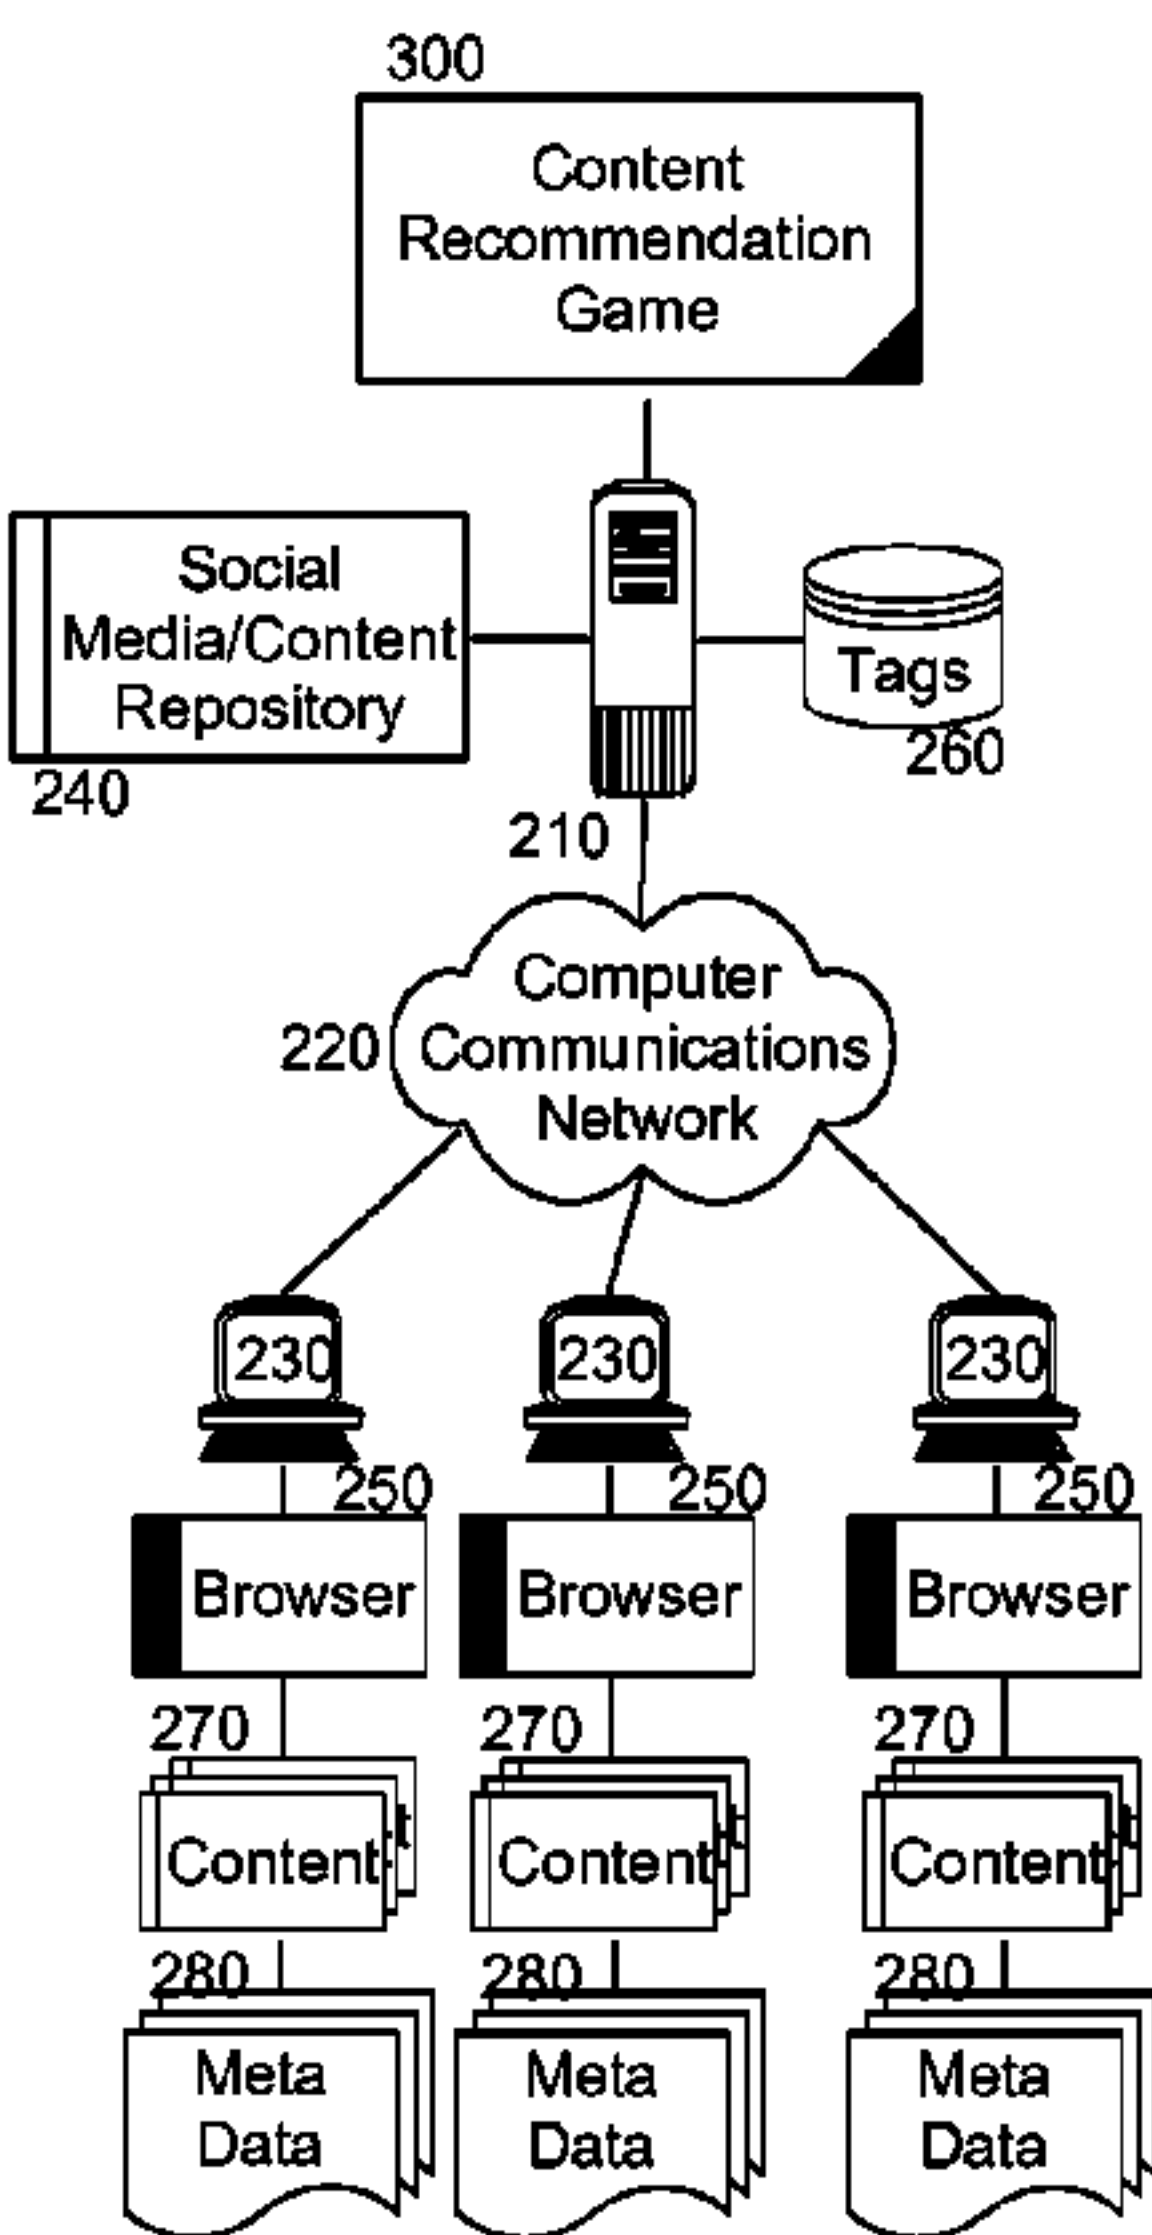 300
Content
Recommendation
Game
Social
Media/Content
Repository
240
Tags
260
210
Computer
220 Communications
Network
230 230 230
250 250 250
Browser Browser Browser
270 270 270
Content Content Content
280 280 280
Meta Meta Meta
Data Data Data